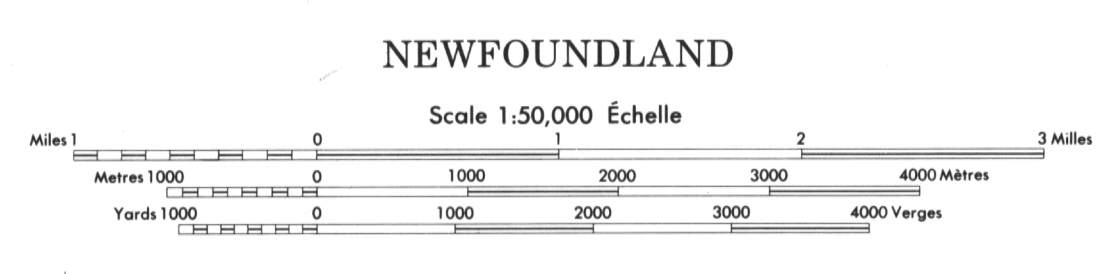 NEWFOUNDLAND
Scale 1:50,000 Échelle
Miles 1 0 1 2 3 Milles
Metres 1000 0 1000 2000 3000 4000 Mètres
Yards 1000 0 1000 2000 3000 4000 Verges